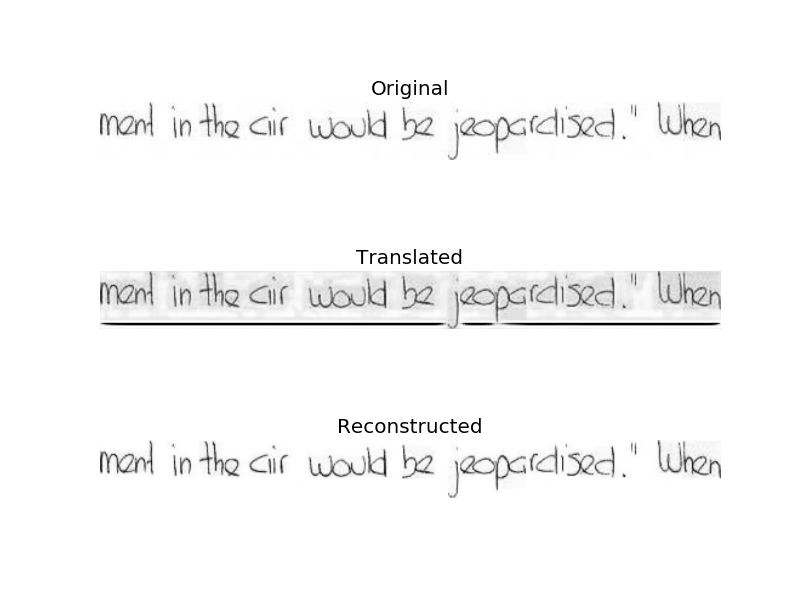 Original
ment in the air would be jeopardised." When
Translated
ment in the air would be jeopardised." When
Reconstructed
ment in the air would be jeopardised." When